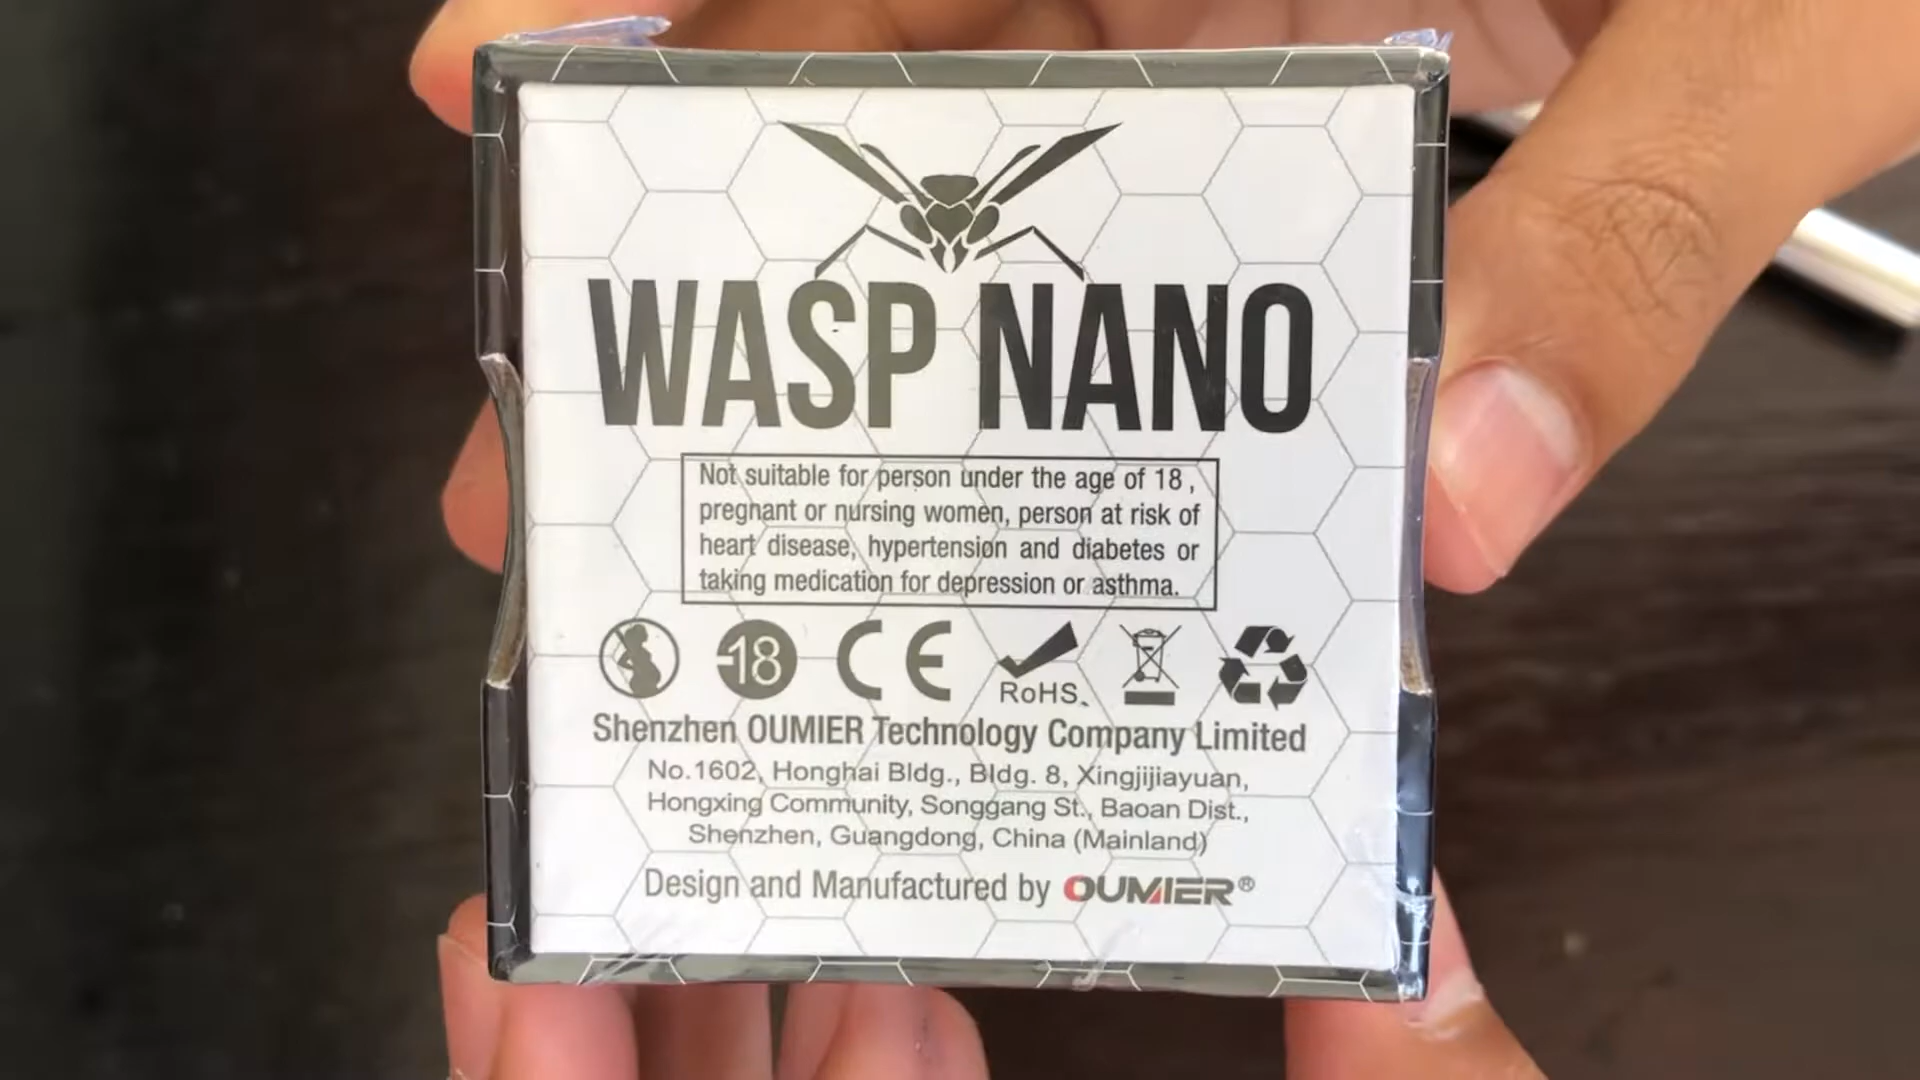 WASP NANO
Not suitable for person under the age of 18 ,
pregnant or nursing women, person at risk of
heart disease, hypertension and diabetes or
taking medication for depression or asthma.
-18 CE RoHS
Shenzhen OUMIER Technology Company Limited
No.1602, Honghai Bldg., Bldg. 8, Xingjijiayuan,
Hongxing Community, Songgang St., Baoan Dist.,
Shenzhen, Guangdong, China (Mainland)
Design and Manufactured by OUMIER®